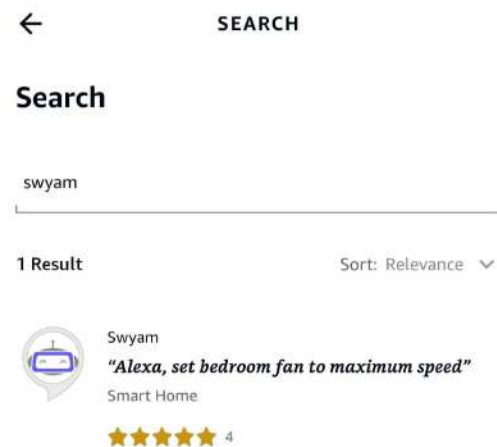 SEARCH
Search
swyam
1 Result
Sort: Relevance
Swyam
"Alexa, set bedroom fan to maximum speed"
Smart Home
4